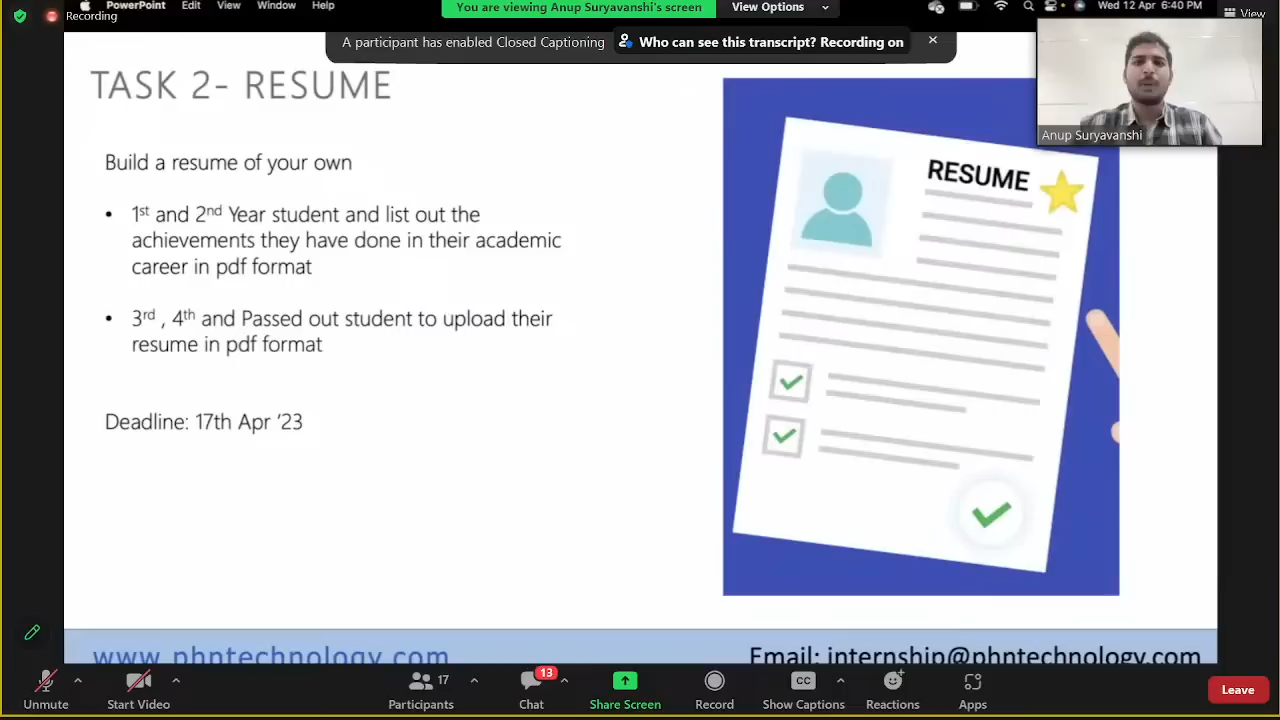 PowerPoint Edit View Window Help
You are viewing Anup Suryavanshi's screen
View Options
Wed 12 Apr 6:40 PM
Recording
View
A participant has enabled Closed Captioning
Who can see this transcript? Recording on
TASK 2- RESUME
Anup Suryavanshi
Build a resume of your own
• 1st and 2nd Year student and list out the
achievements they have done in their academic
career in pdf format
• 3rd , 4th and Passed out student to upload their
resume in pdf format
Deadline: 17th Apr ‘23
RESUME
www.phntechnology.com
Email: internship@phntechnology.com
Unmute
Start Video
17
Participants
13
Chat
Share Screen
Record
CC
Show Captions
Reactions
Apps
Leave